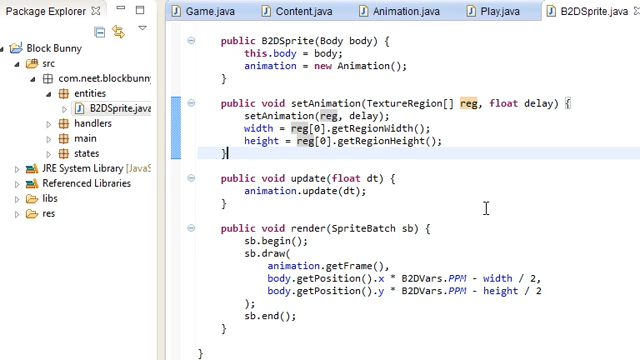 Package Explorer
Block Bunny
src
com.neet.blockbunny
entities
B2DSprite.java
handlers
main
states
JRE System Library [JavaS
Referenced Libraries
libs
res
Game.java Content.java Animation.java Play.java B2DSprite.java
public B2DSprite(Body body) {
this.body = body;
animation = new Animation();
}
public void setAnimation(TextureRegion[] reg, float delay) {
setAnimation(reg, delay);
width = reg[0].getRegionWidth();
height = reg[0].getRegionHeight();
}
public void update(float dt) {
animation.update(dt);
}
public void render(SpriteBatch sb) {
sb.begin();
sb.draw(
animation.getFrame(),
body.getPosition().x * B2DVars.PPM - width / 2,
body.getPosition().y * B2DVars.PPM - height / 2
);
sb.end();
}
}